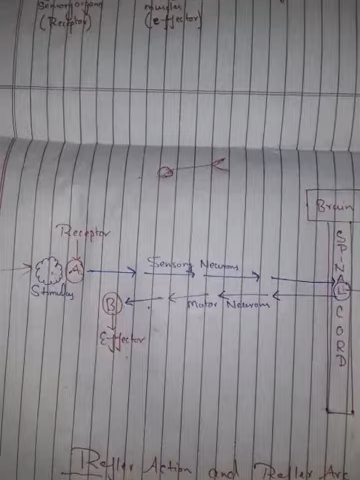 Sensory organ muscles
(Receptor) (effector)
Brain
Receptor
A Sensory Neurons
Stimulus
B Motor Neurons
Effector
SPINAL CORD
Reflex Action and Reflex Arc